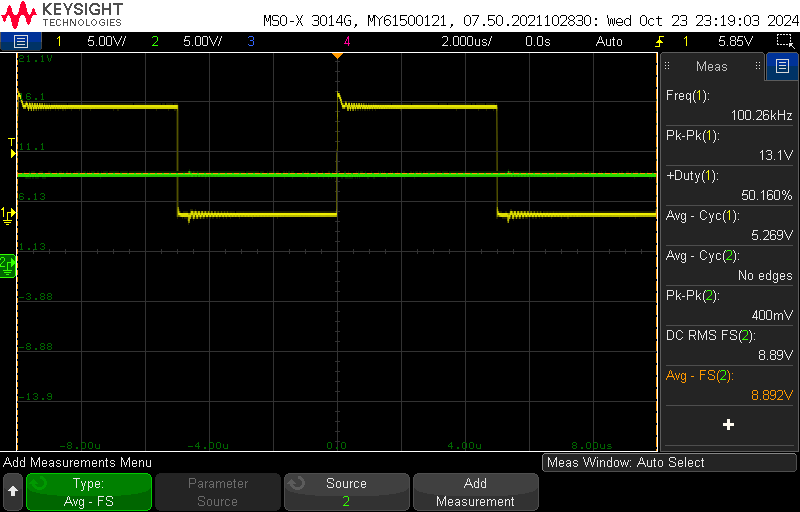 KEYSIGHT
TECHNOLOGIES
MSO-X 3014G, MY61500121, 07.50.2021102830: Wed Oct 23 23:19:03 2024
1 5.00V/ 2 5.00V/ 3 4 2.000us/ 0.0s Auto 1 5.85V
21.1V
6.1
11.1
6.13
1.13
-3.88
-8.88
-13.9
-8.00u -4.00u 0.0 4.00u 8.00us
T
1
2
Meas
Freq(1):
100.26kHz
Pk-Pk(1):
13.1V
+Duty(1):
50.160%
Avg - Cyc(1):
5.269V
Avg - Cyc(2):
No edges
Pk-Pk(2):
400mV
DC RMS FS(2):
8.89V
Avg - FS(2):
8.892V
Add Measurements Menu
Meas Window: Auto Select
Type:
Avg - FS
Parameter
Source
Source
2
Add
Measurement